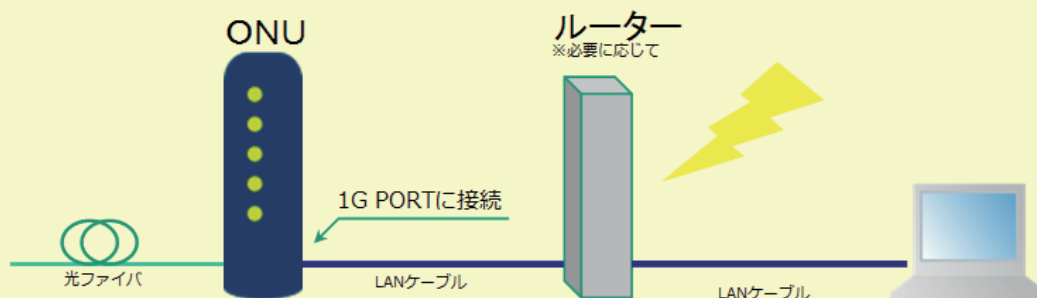 ONU
ルーター
※必要に応じて
1G PORTに接続
光ファイバ
LANケーブル
LANケーブル